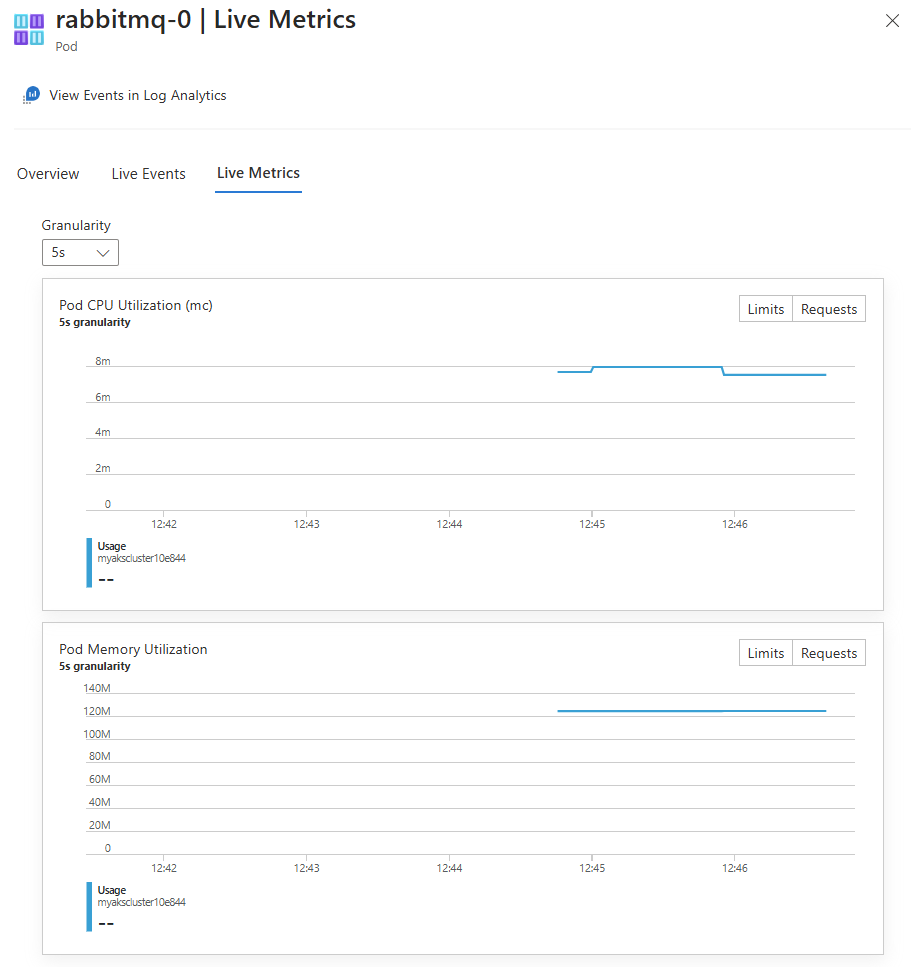 rabbitmq-0 | Live Metrics
Pod
View Events in Log Analytics
Overview Live Events Live Metrics
Granularity
5s
Pod CPU Utilization (mc)
5s granularity
Limits Requests
8m
6m
4m
2m
0
12:42 12:43 12:44 12:45 12:46
Usage
myakscluster10e844
--
Pod Memory Utilization
5s granularity
Limits Requests
140M
120M
100M
80M
60M
40M
20M
0
12:42 12:43 12:44 12:45 12:46
Usage
myakscluster10e844
--